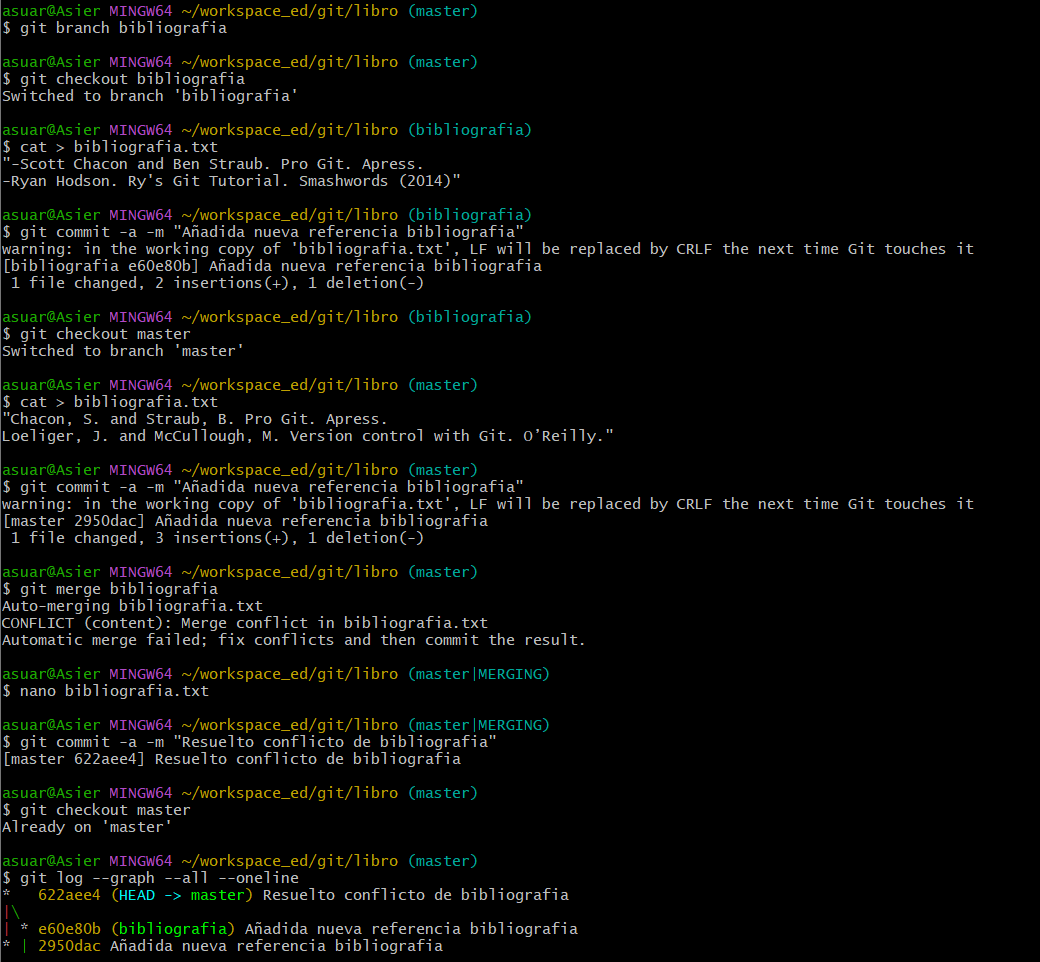 asuar@Asier MINGW64 ~/workspace_ed/git/libro (master)
$ git branch bibliografia

asuar@Asier MINGW64 ~/workspace_ed/git/libro (master)
$ git checkout bibliografia
Switched to branch 'bibliografia'

asuar@Asier MINGW64 ~/workspace_ed/git/libro (bibliografia)
$ cat > bibliografia.txt
"-Scott Chacon and Ben Straub. Pro Git. Apress.
-Ryan Hodson. Ry's Git Tutorial. Smashwords (2014)"

asuar@Asier MINGW64 ~/workspace_ed/git/libro (bibliografia)
$ git commit -a -m "Añadida nueva referencia bibliografia"
warning: in the working copy of 'bibliografia.txt', LF will be replaced by CRLF the next time Git touches it
[bibliografia e60e80b] Añadida nueva referencia bibliografia
 1 file changed, 2 insertions(+), 1 deletion(-)

asuar@Asier MINGW64 ~/workspace_ed/git/libro (bibliografia)
$ git checkout master
Switched to branch 'master'

asuar@Asier MINGW64 ~/workspace_ed/git/libro (master)
$ cat > bibliografia.txt
"Chacon, S. and Straub, B. Pro Git. Apress.
Loeliger, J. and McCullough, M. Version control with Git. O’Reilly."

asuar@Asier MINGW64 ~/workspace_ed/git/libro (master)
$ git commit -a -m "Añadida nueva referencia bibliografia"
warning: in the working copy of 'bibliografia.txt', LF will be replaced by CRLF the next time Git touches it
[master 2950dac] Añadida nueva referencia bibliografia
 1 file changed, 3 insertions(+), 1 deletion(-)

asuar@Asier MINGW64 ~/workspace_ed/git/libro (master)
$ git merge bibliografia
Auto-merging bibliografia.txt
CONFLICT (content): Merge conflict in bibliografia.txt
Automatic merge failed; fix conflicts and then commit the result.

asuar@Asier MINGW64 ~/workspace_ed/git/libro (master|MERGING)
$ nano bibliografia.txt

asuar@Asier MINGW64 ~/workspace_ed/git/libro (master|MERGING)
$ git commit -a -m "Resuelto conflicto de bibliografia"
[master 622aee4] Resuelto conflicto de bibliografia

asuar@Asier MINGW64 ~/workspace_ed/git/libro (master)
$ git checkout master
Already on 'master'

asuar@Asier MINGW64 ~/workspace_ed/git/libro (master)
$ git log --graph --all --oneline
*   622aee4 (HEAD -> master) Resuelto conflicto de bibliografia
|\
| * e60e80b (bibliografia) Añadida nueva referencia bibliografia
* | 2950dac Añadida nueva referencia bibliografia